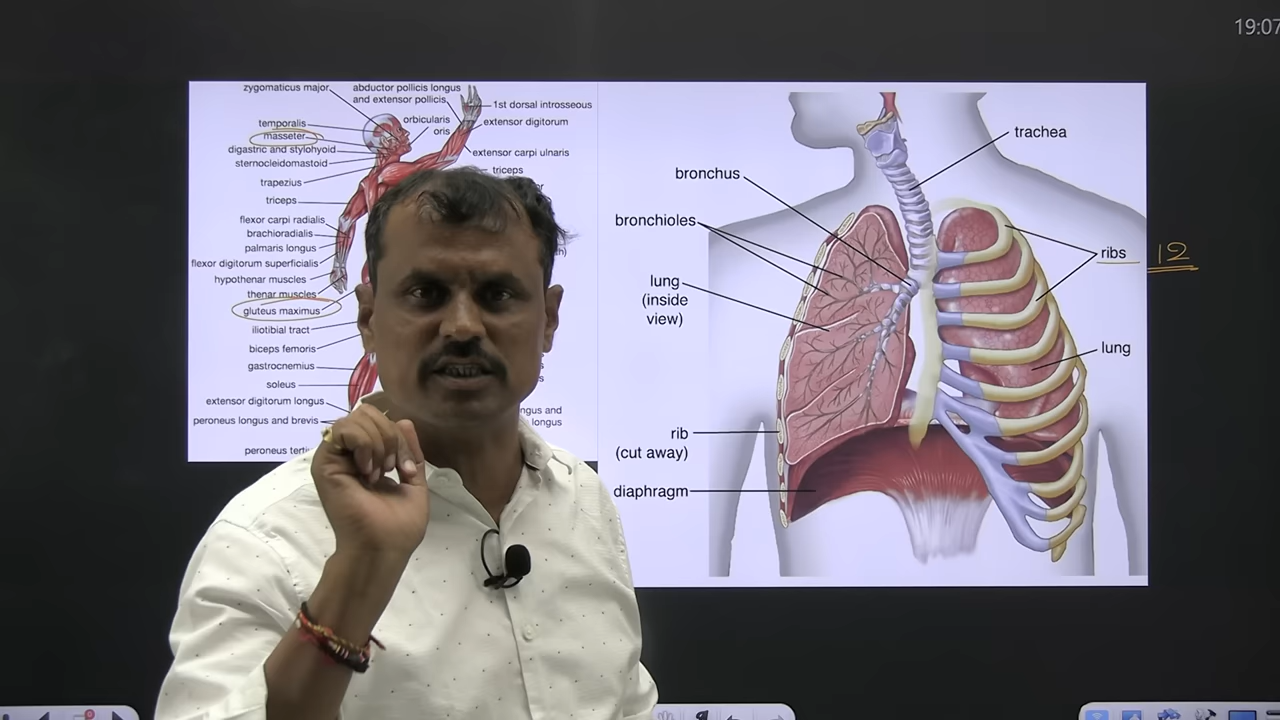 19:07
zygomaticus major
abductor pollicis longus
and extensor pollicis
1st dorsal introsseous
temporalis
orbicularis
oris
extensor digitorum
masseter
digastric and stylohyoid
extensor carpi ulnaris
sternocleidomastoid
triceps
trapezius
triceps
flexor carpi radialis
brachioradialis
palmaris longus
flexor digitorum superficialis
hypothenar muscles
thenar muscles
gluteus maximus
iliotibial tract
biceps femoris
gastrocnemius
soleus
extensor digitorum longus
peroneus longus and brevis
and
longus
trachea
bronchus
bronchioles
ribs 12
lung
(inside
view)
lung
rib
(cut away)
diaphragm